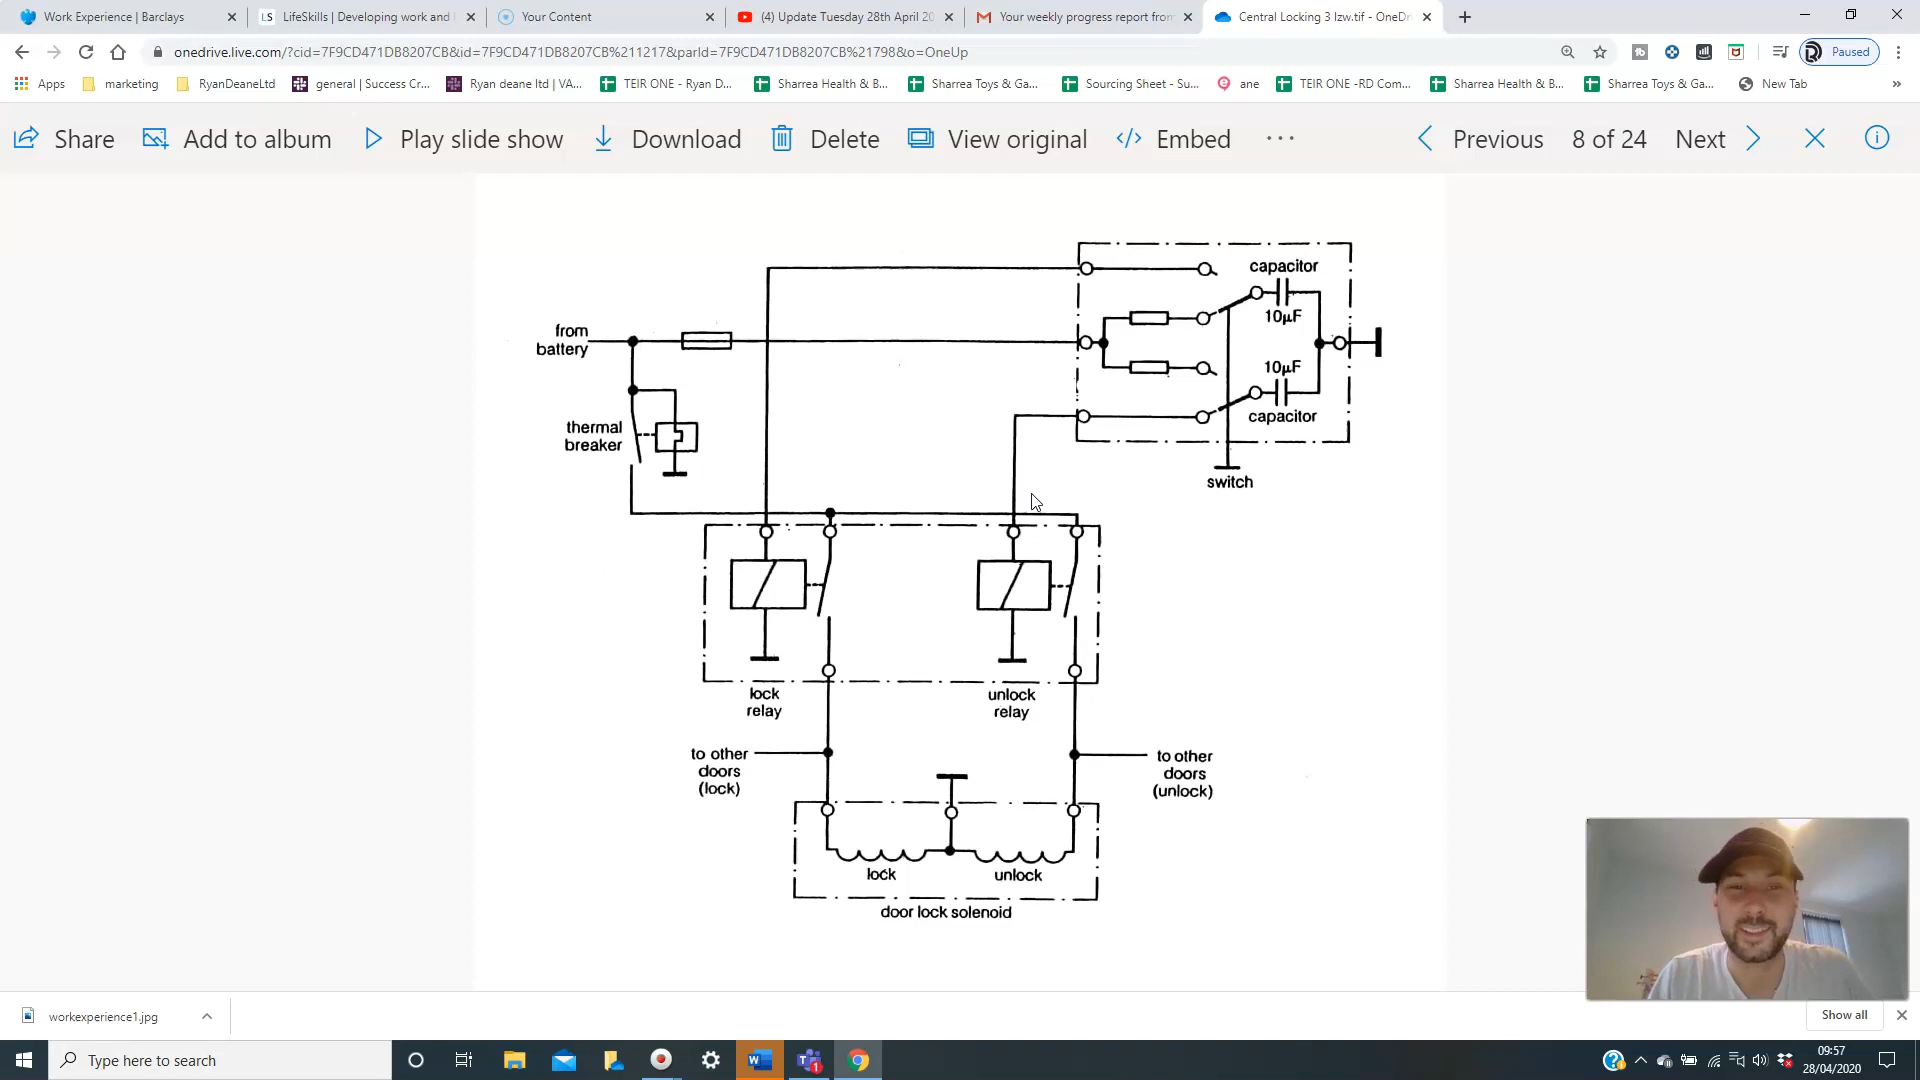 Work Experience | Barclays
LifeSkills | Developing work and
Your Content
(4) Update Tuesday 28th April 20
Your weekly progress report from
Central Locking 3 lzw.tif - OneDr
onedrive.live.com/?cid=7F9CD471DB8207CB&id=7F9CD471DB8207CB%211217&parId=7F9CD471DB8207CB%21798&o=OneUp
Paused
Apps
marketing
RyanDeaneLtd
general | Success Cr...
Ryan deane ltd | VA...
TEIR ONE - Ryan D...
Sharrea Health & B...
Sharrea Toys & Ga...
Sourcing Sheet - Su...
ane
TEIR ONE -RD Com...
Sharrea Health & B...
Sharrea Toys & Ga...
New Tab
Share
Add to album
Play slide show
Download
Delete
View original
Embed
Previous
8 of 24
Next
capacitor
10µF
from
battery
10µF
capacitor
thermal
breaker
switch
lock
relay
unlock
relay
to other
doors
(lock)
to other
doors
(unlock)
lock
unlock
door lock solenoid
workexperience1.jpg
Show all
Type here to search
09:57
28/04/2020